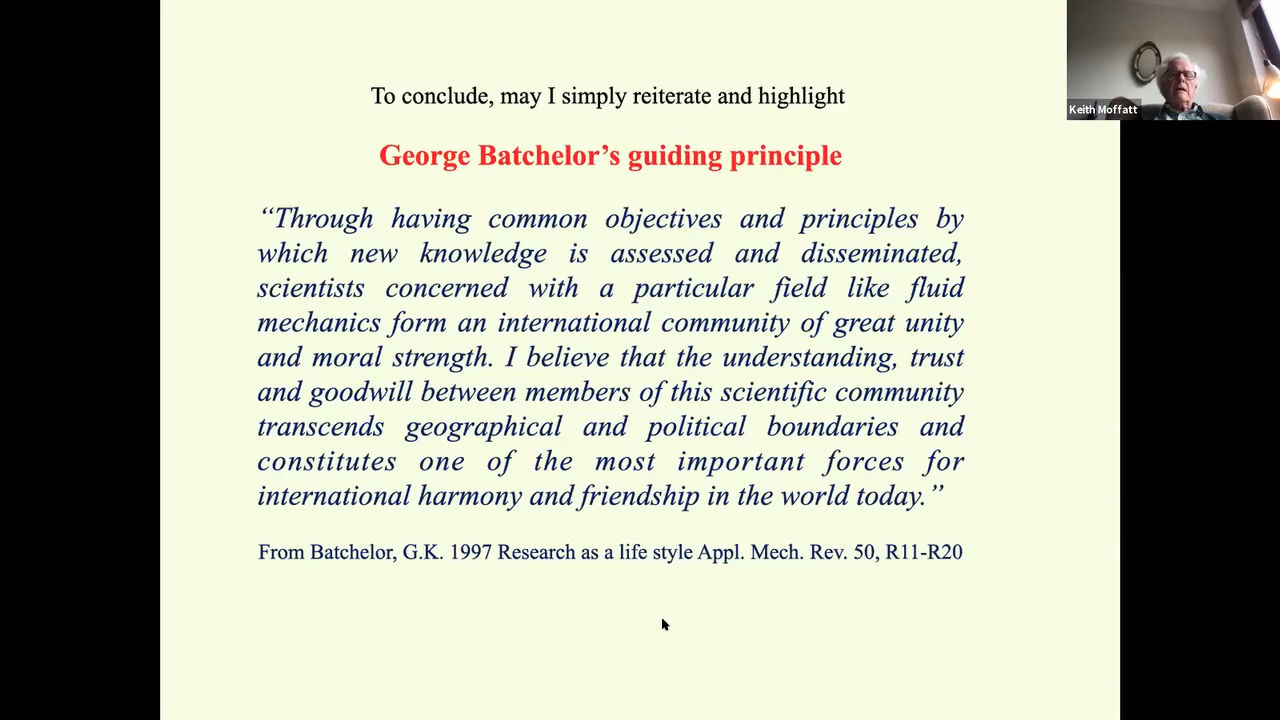 To conclude, may I simply reiterate and highlight
George Batchelor’s guiding principle
“Through having common objectives and principles by
which new knowledge is assessed and disseminated,
scientists concerned with a particular field like fluid
mechanics form an international community of great unity
and moral strength. I believe that the understanding, trust
and goodwill between members of this scientific community
transcends geographical and political boundaries and
constitutes one of the most important forces for
international harmony and friendship in the world today.”
From Batchelor, G.K. 1997 Research as a life style Appl. Mech. Rev. 50, R11-R20
Keith Moffatt